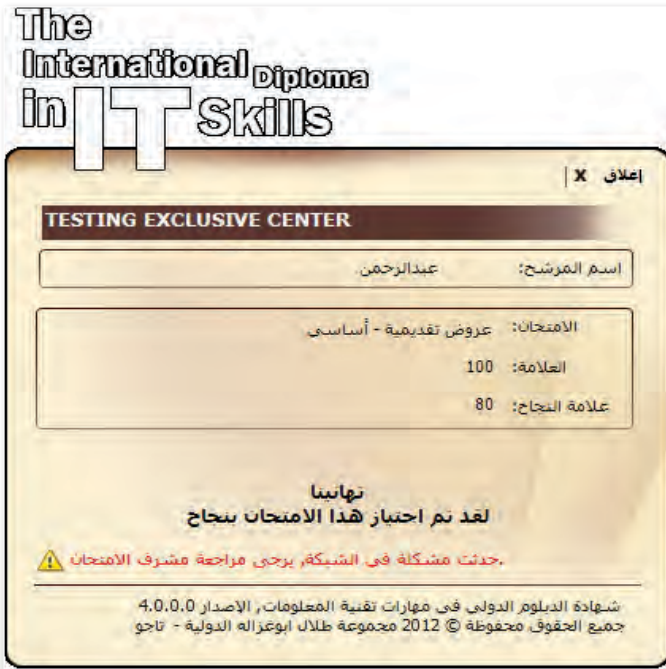 The
International Diploma
in IT Skills
إغلاق X |
TESTING EXCLUSIVE CENTER
اسم المرشح: عبدالرحمن
الامتحان: عروض تقديمية - أساسي
العلامة: 100
علامة النجاح: 80
تهانينا
لقد تم اجتياز هذا الامتحان بنجاح
حدثت مشكلة في الشبكة, يرجى مراجعة مشرف الامتحان.
شهادة الدبلوم الدولي في مهارات تقنية المعلومات, الإصدار 4.0.0.0
جميع الحقوق محفوظة © 2012 مجموعة طلال ابوغزاله الدولية - تاجو